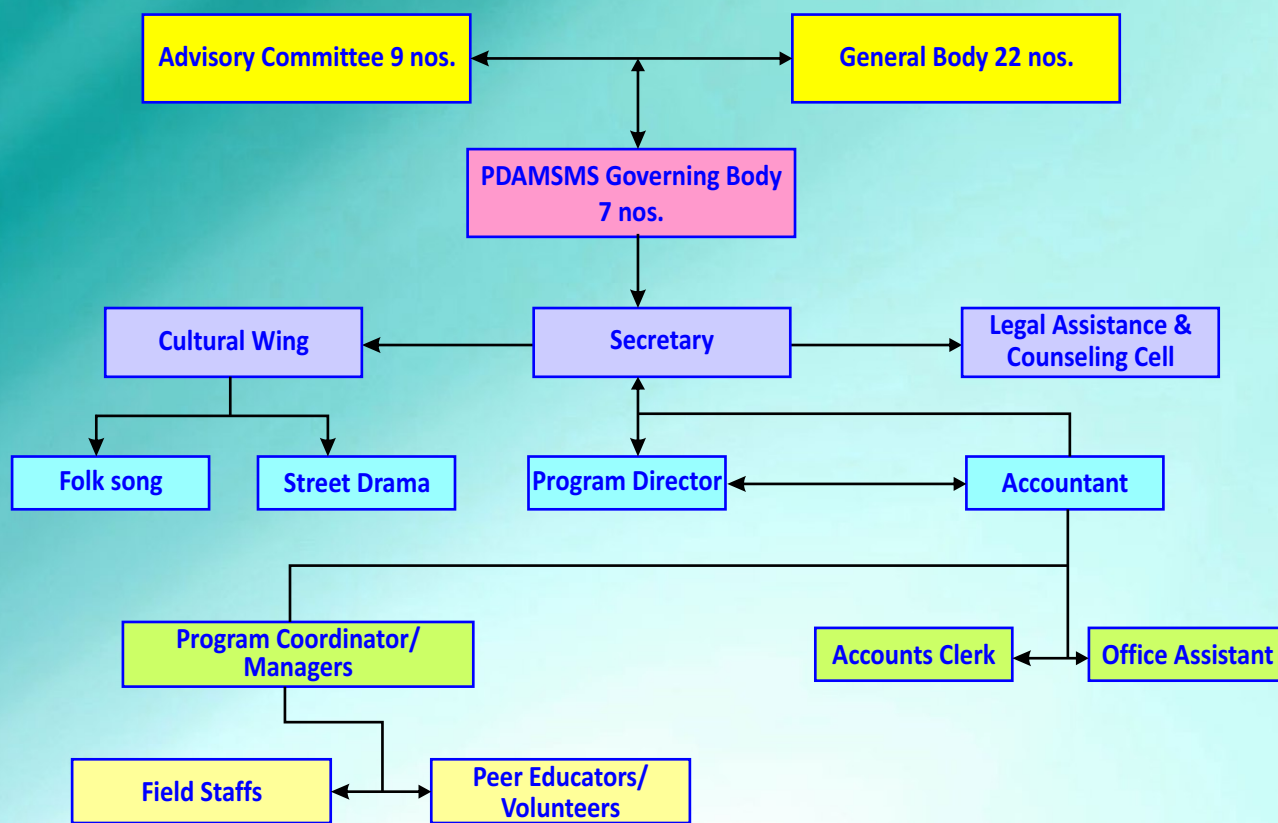 Advisory Committee 9 nos.
General Body 22 nos.
PDAMSMS Governing Body
7 nos.
Cultural Wing
Secretary
Legal Assistance &
Counseling Cell
Folk song
Street Drama
Program Director
Accountant
Program Coordinator/
Managers
Accounts Clerk
Office Assistant
Field Staffs
Peer Educators/
Volunteers